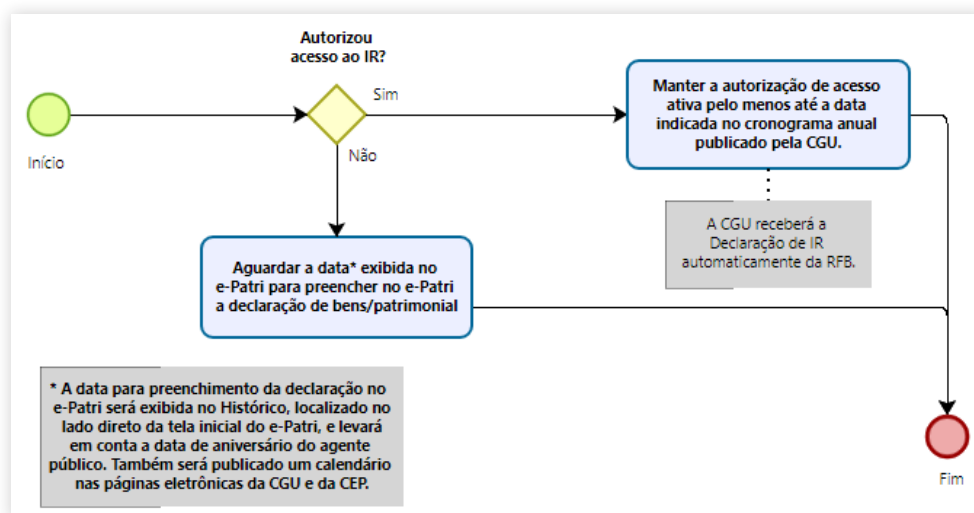 Autorizou
acesso ao IR?
Sim
Não
Início
Manter a autorização de acesso
ativa pelo menos até a data
indicada no cronograma anual
publicado pela CGU.
A CGU receberá a
Declaração de IR
automaticamente da RFB.
Aguardar a data* exibida no
e-Patri para preencher no e-Patri
a declaração de bens/patrimonial
* A data para preenchimento da declaração no
e-Patri será exibida no Histórico, localizado no
lado direto da tela inicial do e-Patri, e levará
em conta a data de aniversário do agente
público. Também será publicado um calendário
nas páginas eletrônicas da CGU e da CEP.
Fim